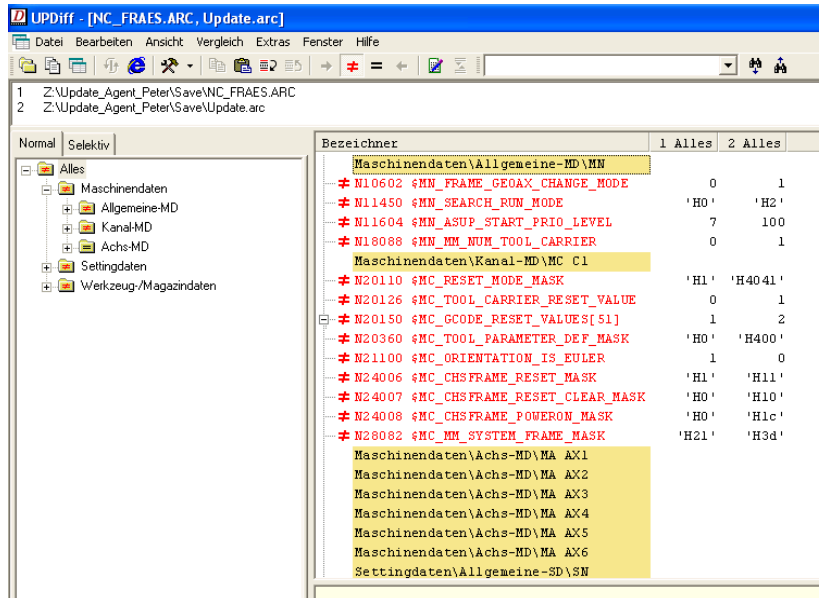 UPDiff - [NC_FRAES.ARC, Update.arc]
Datei Bearbeiten Ansicht Vergleich Extras Fenster Hilfe
1 Z:\Update_Agent_Peter\Save\NC_FRAES.ARC
2 Z:\Update_Agent_Peter\Save\Update.arc
Normal Selektiv
Alles
Maschinendaten
Allgemeine-MD
Kanal-MD
Achs-MD
Settingdaten
Werkzeug-/Magazindaten
Bezeichner 1 Alles 2 Alles
Maschinendaten\Allgemeine-MD\MN
N10602 $MN_FRAME_GEOAX_CHANGE_MODE 0 1
N11450 $MN_SEARCH_RUN_MODE 'H0' 'H2'
N11604 $MN_ASUP_START_PRIO_LEVEL 7 100
N18088 $MN_MM_NUM_TOOL_CARRIER 0 1
Maschinendaten\Kanal-MD\MC C1
N20110 $MC_RESET_MODE_MASK 'H1' 'H4041'
N20126 $MC_TOOL_CARRIER_RESET_VALUE 0 1
N20150 $MC_GCODE_RESET_VALUES[51] 1 2
N20360 $MC_TOOL_PARAMETER_DEF_MASK 'H0' 'H400'
N21100 $MC_ORIENTATION_IS_EULER 1 0
N24006 $MC_CHSFRAME_RESET_MASK 'H1' 'H11'
N24007 $MC_CHSFRAME_RESET_CLEAR_MASK 'H0' 'H10'
N24008 $MC_CHSFRAME_POWERON_MASK 'H0' 'H1c'
N28082 $MC_MM_SYSTEM_FRAME_MASK 'H21' 'H3d'
Maschinendaten\Achs-MD\MA AX1
Maschinendaten\Achs-MD\MA AX2
Maschinendaten\Achs-MD\MA AX3
Maschinendaten\Achs-MD\MA AX4
Maschinendaten\Achs-MD\MA AX5
Maschinendaten\Achs-MD\MA AX6
Settingdaten\Allgemeine-SD\SN